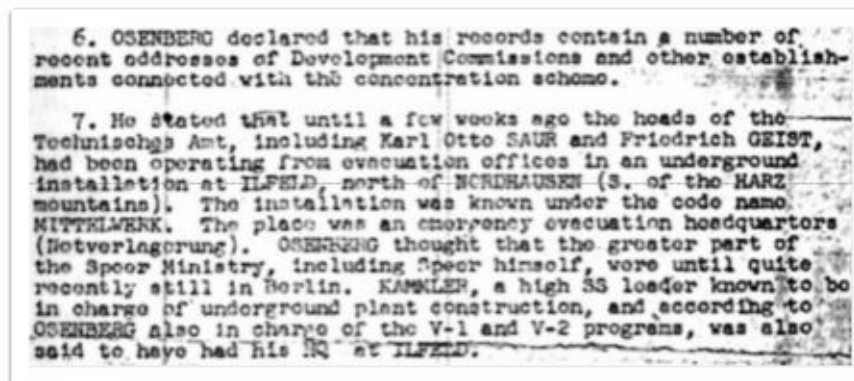 6. OSENBERG declared that his records contain a number of
recent addresses of Development Commissions and other establish-
ments connected with the concentration scheme.
7. He stated that until a few weeks ago the heads of the
Technisches Amt, including Karl Otto SAUR and Friedrich GEIST,
had been operating from evacuation offices in an underground
installation at ILFELD, north of NORDHAUSEN (S. of the HARZ
mountains). The installation was known under the code name
MITTELWERK. The place was an emergency evacuation headquarters
(Notverlagerung). OSENBERG thought that the greater part of
the Speer Ministry, including Speer himself, were until quite
recently still in Berlin. KAMMLER, a high SS leader known to be
in charge of underground plant construction, and according to
OSENBERG also in charge of the V-1 and V-2 programs, was also
said to have had his HQ at ILFELD.